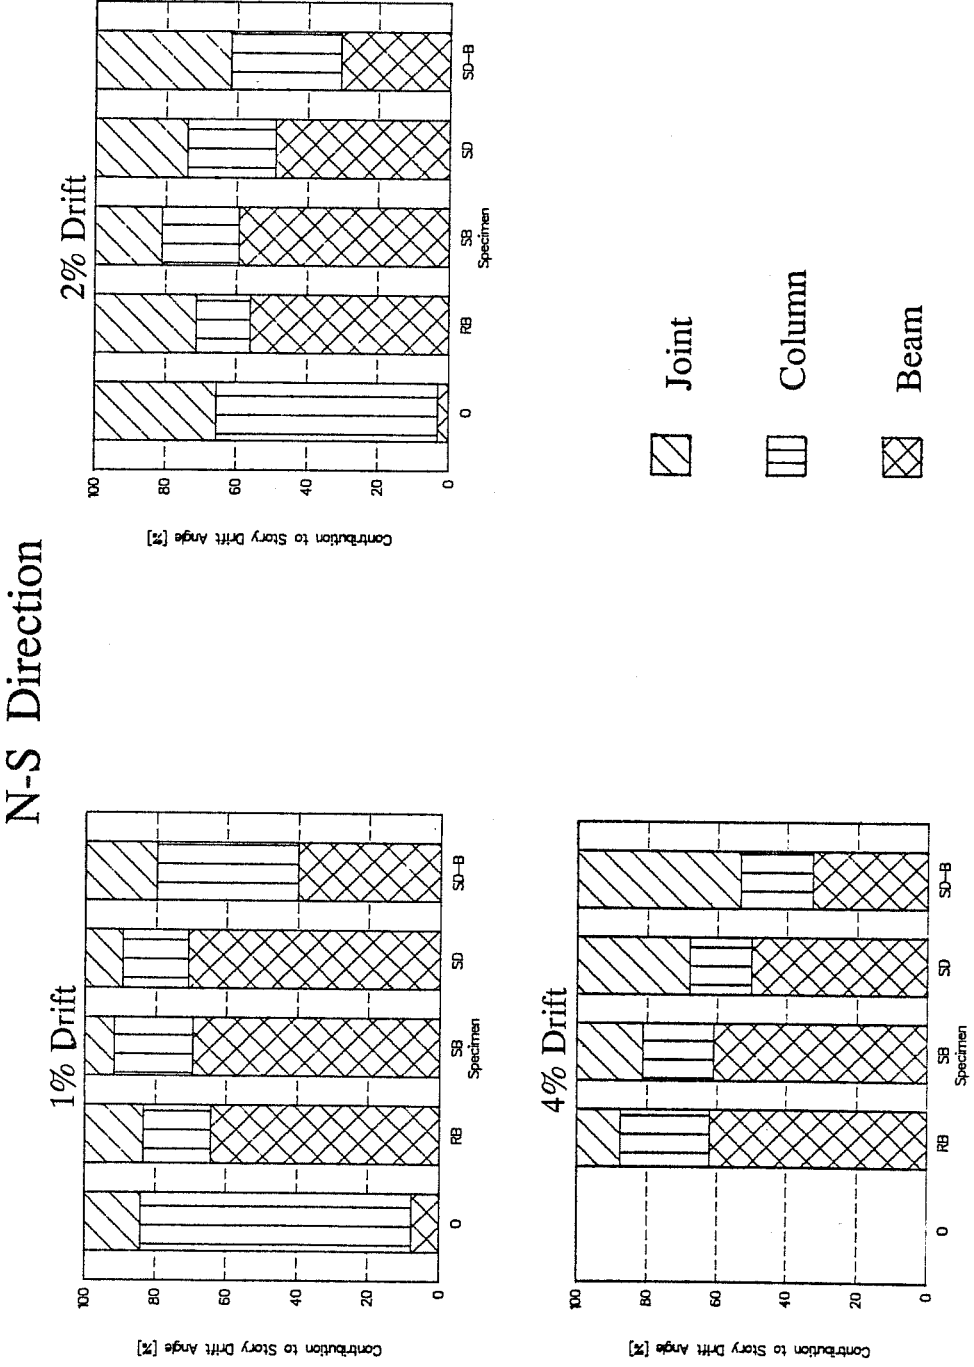 N-S Direction
1% Drift
Contribution to Story Drift Angle [%]
100
80
60
40
20
0
O
RB
SB
SD
SD-B
Specimen
2% Drift
Contribution to Story Drift Angle [%]
100
80
60
40
20
0
O
RB
SB
SD
SD-B
Specimen
4% Drift
Contribution to Story Drift Angle [%]
100
80
60
40
20
0
O
RB
SB
SD
SD-B
Specimen
Joint
Column
Beam